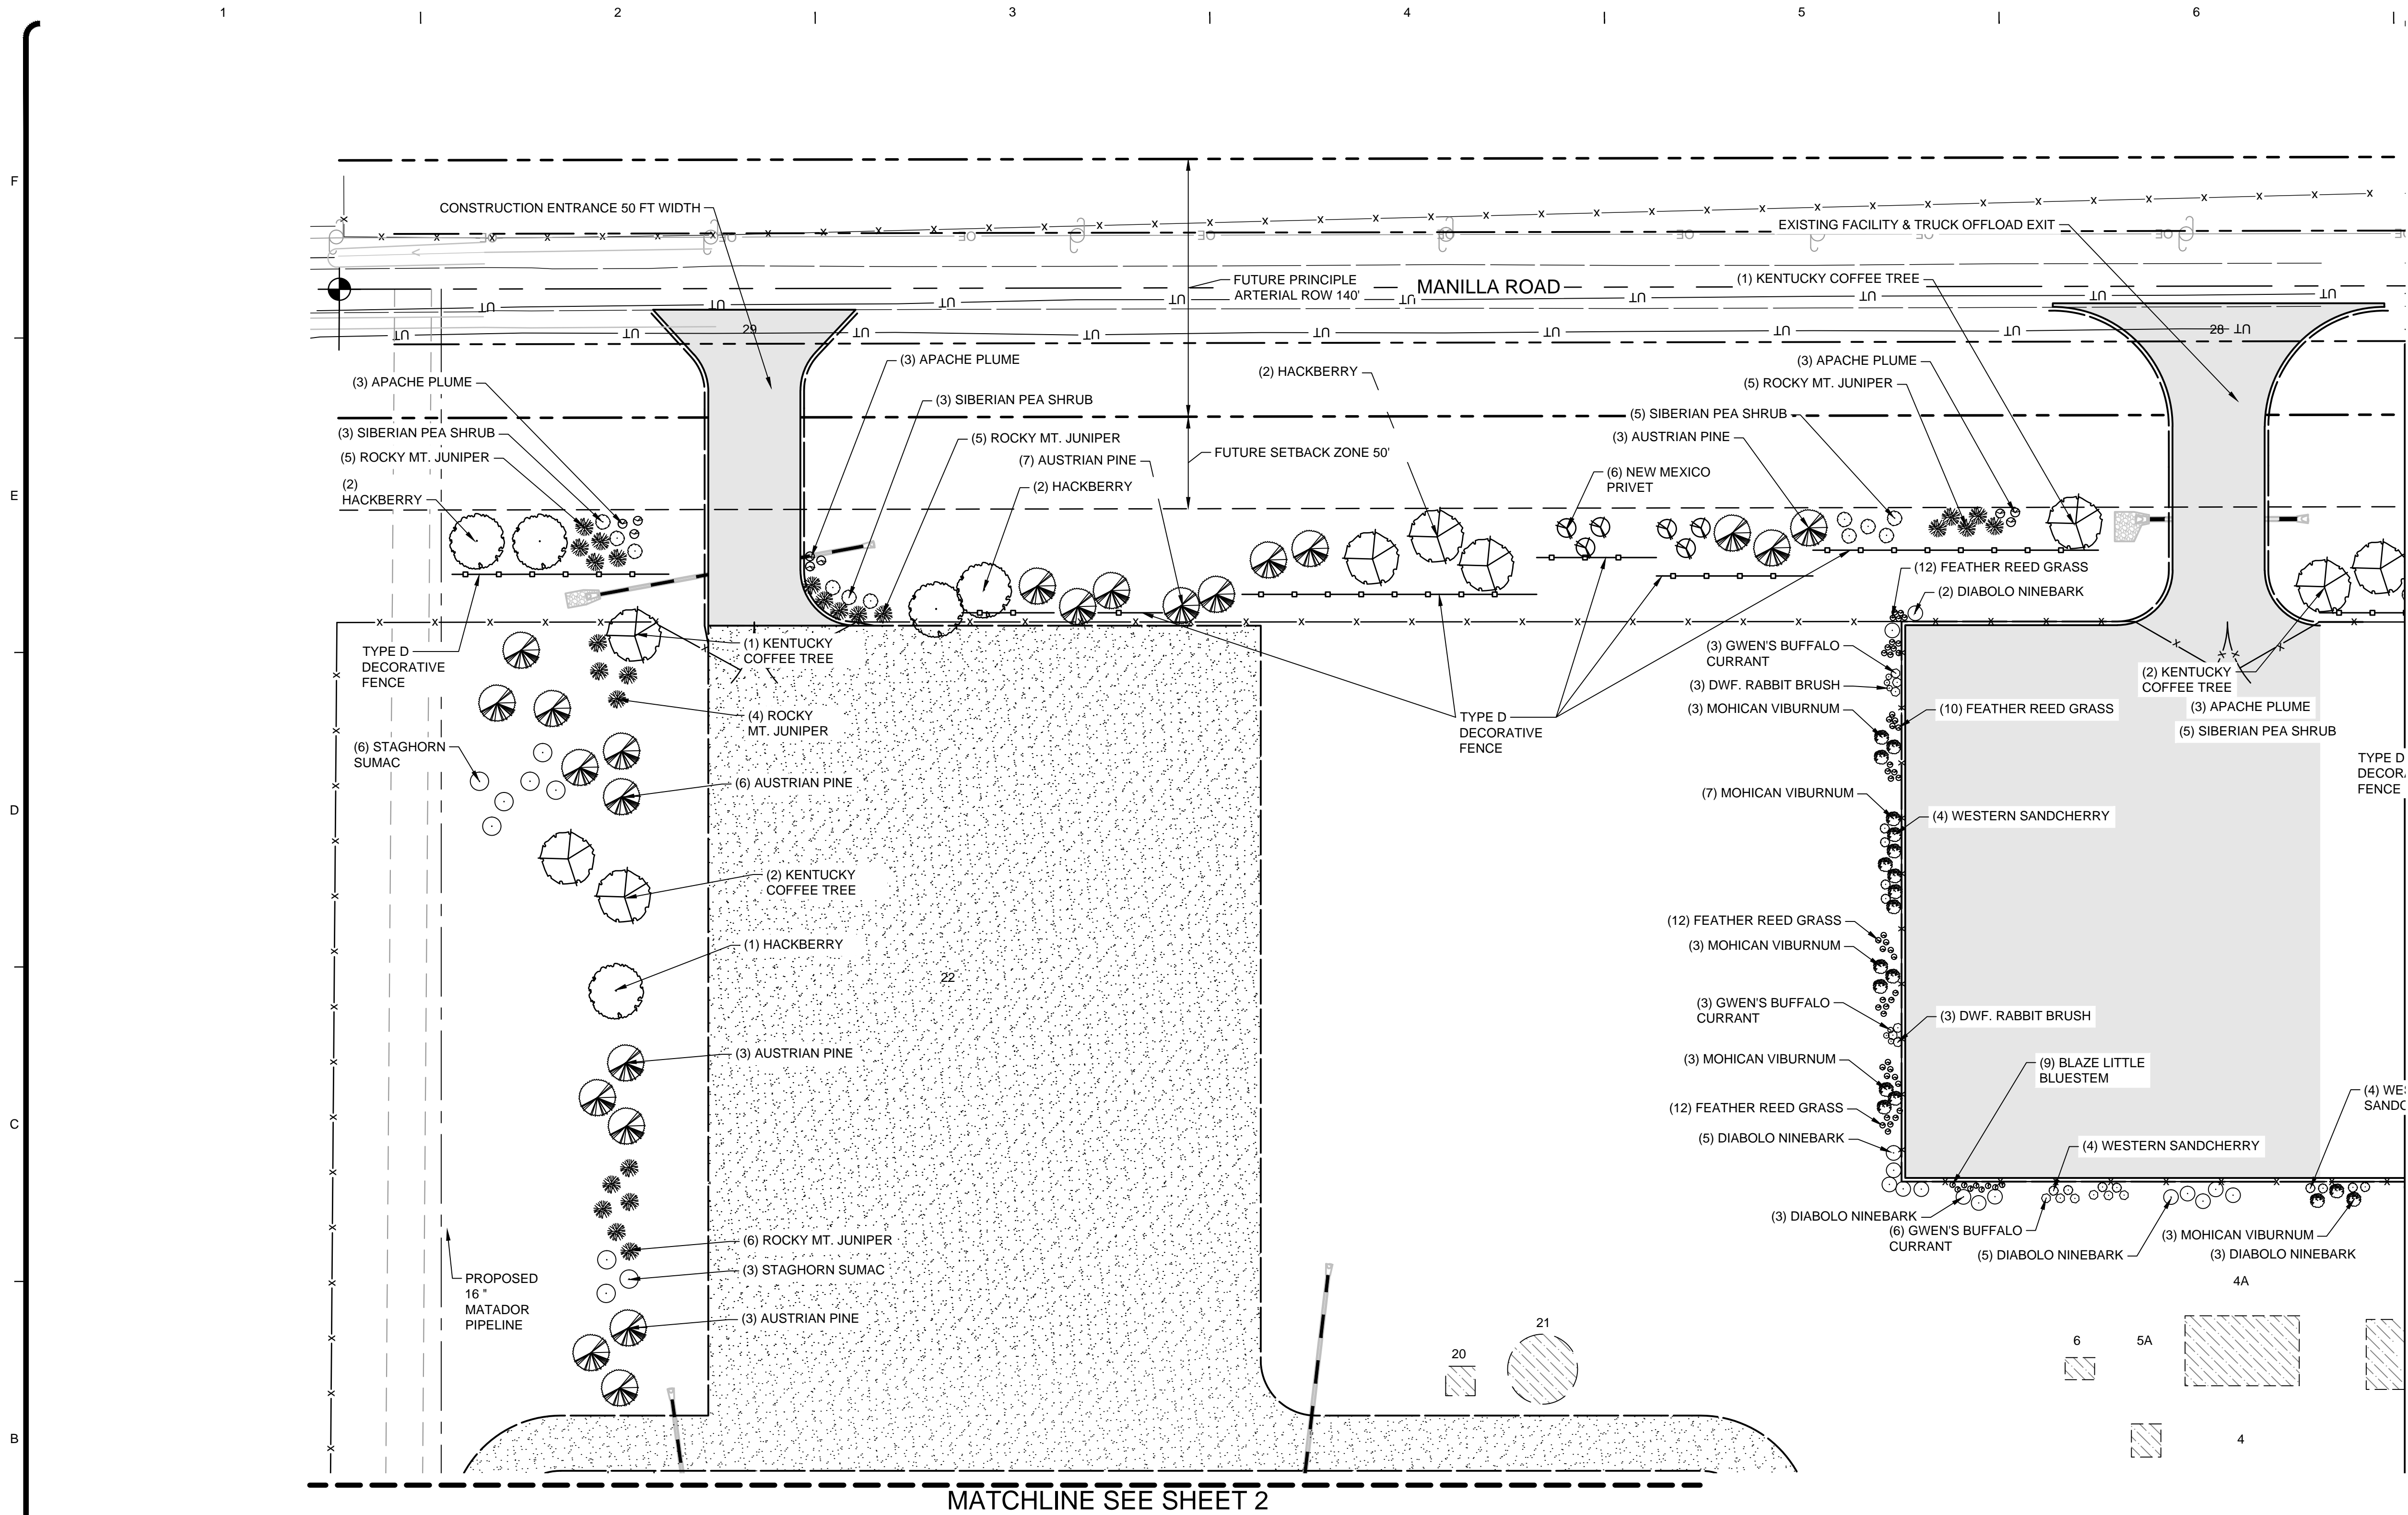 1
2
3
4
5
6
F
CONSTRUCTION ENTRANCE 50 FT WIDTH
EXISTING FACILITY & TRUCK OFFLOAD EXIT
FUTURE PRINCIPLE
ARTERIAL ROW 140'
MANILLA ROAD
(1) KENTUCKY COFFEE TREE
29
28
(3) APACHE PLUME
(3) APACHE PLUME
(3) APACHE PLUME
(2) HACKBERRY
(5) ROCKY MT. JUNIPER
(3) SIBERIAN PEA SHRUB
(5) SIBERIAN PEA SHRUB
(3) SIBERIAN PEA SHRUB
(5) ROCKY MT. JUNIPER
(3) AUSTRIAN PINE
(5) ROCKY MT. JUNIPER
(7) AUSTRIAN PINE
FUTURE SETBACK ZONE 50'
E
(2)
HACKBERRY
(2) HACKBERRY
(6) NEW MEXICO
PRIVET
(12) FEATHER REED GRASS
(2) DIABOLO NINEBARK
TYPE D
DECORATIVE
FENCE
(1) KENTUCKY
COFFEE TREE
(3) GWEN'S BUFFALO
CURRANT
(2) KENTUCKY
COFFEE TREE
(3) DWF. RABBIT BRUSH
(3) APACHE PLUME
(4) ROCKY
MT. JUNIPER
TYPE D
DECORATIVE
FENCE
(3) MOHICAN VIBURNUM
(10) FEATHER REED GRASS
(5) SIBERIAN PEA SHRUB
(6) STAGHORN
SUMAC
TYPE D
FENCE
(6) AUSTRIAN PINE
(7) MOHICAN VIBURNUM
D
(4) WESTERN SANDCHERRY
(2) KENTUCKY
COFFEE TREE
(12) FEATHER REED GRASS
(1) HACKBERRY
(3) MOHICAN VIBURNUM
22
(3) GWEN'S BUFFALO
CURRANT
(3) DWF. RABBIT BRUSH
(3) AUSTRIAN PINE
(3) MOHICAN VIBURNUM
(9) BLAZE LITTLE
BLUESTEM
(4)
C
(12) FEATHER REED GRASS
(5) DIABOLO NINEBARK
(4) WESTERN SANDCHERRY
(3) DIABOLO NINEBARK
(6) GWEN'S BUFFALO
CURRANT
(5) DIABOLO NINEBARK
(3) MOHICAN VIBURNUM
(3) DIABOLO NINEBARK
(6) ROCKY MT. JUNIPER
(3) STAGHORN SUMAC
PROPOSED
16 "
MATADOR
PIPELINE
4A
(3) AUSTRIAN PINE
21
20
6
5A
B
4
MATCHLINE SEE SHEET 2